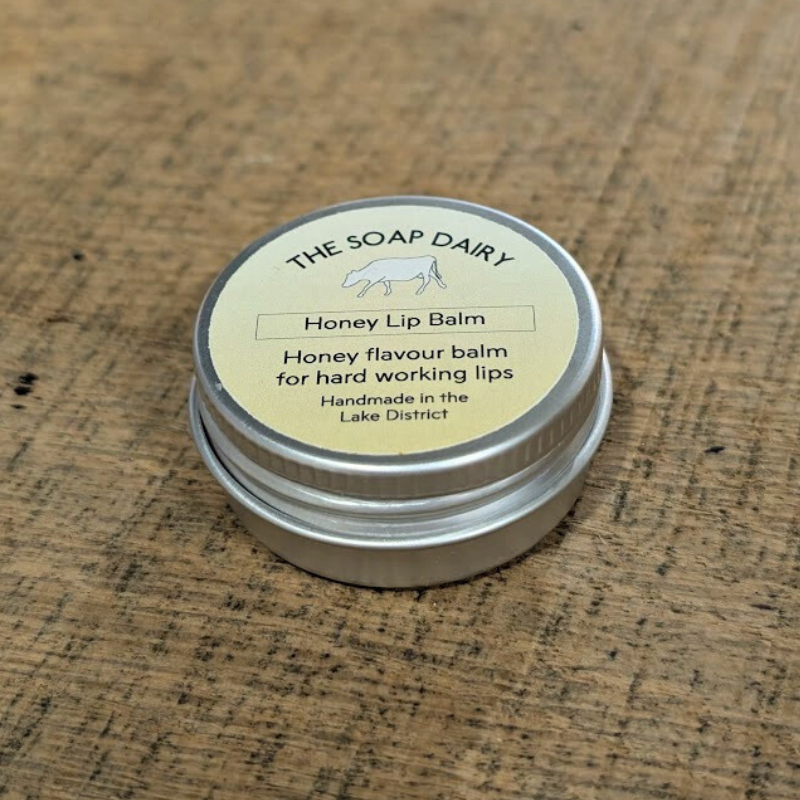 THE SOAP DAIRY
Honey Lip Balm
Honey flavour balm
for hard working lips
Handmade in the
Lake District